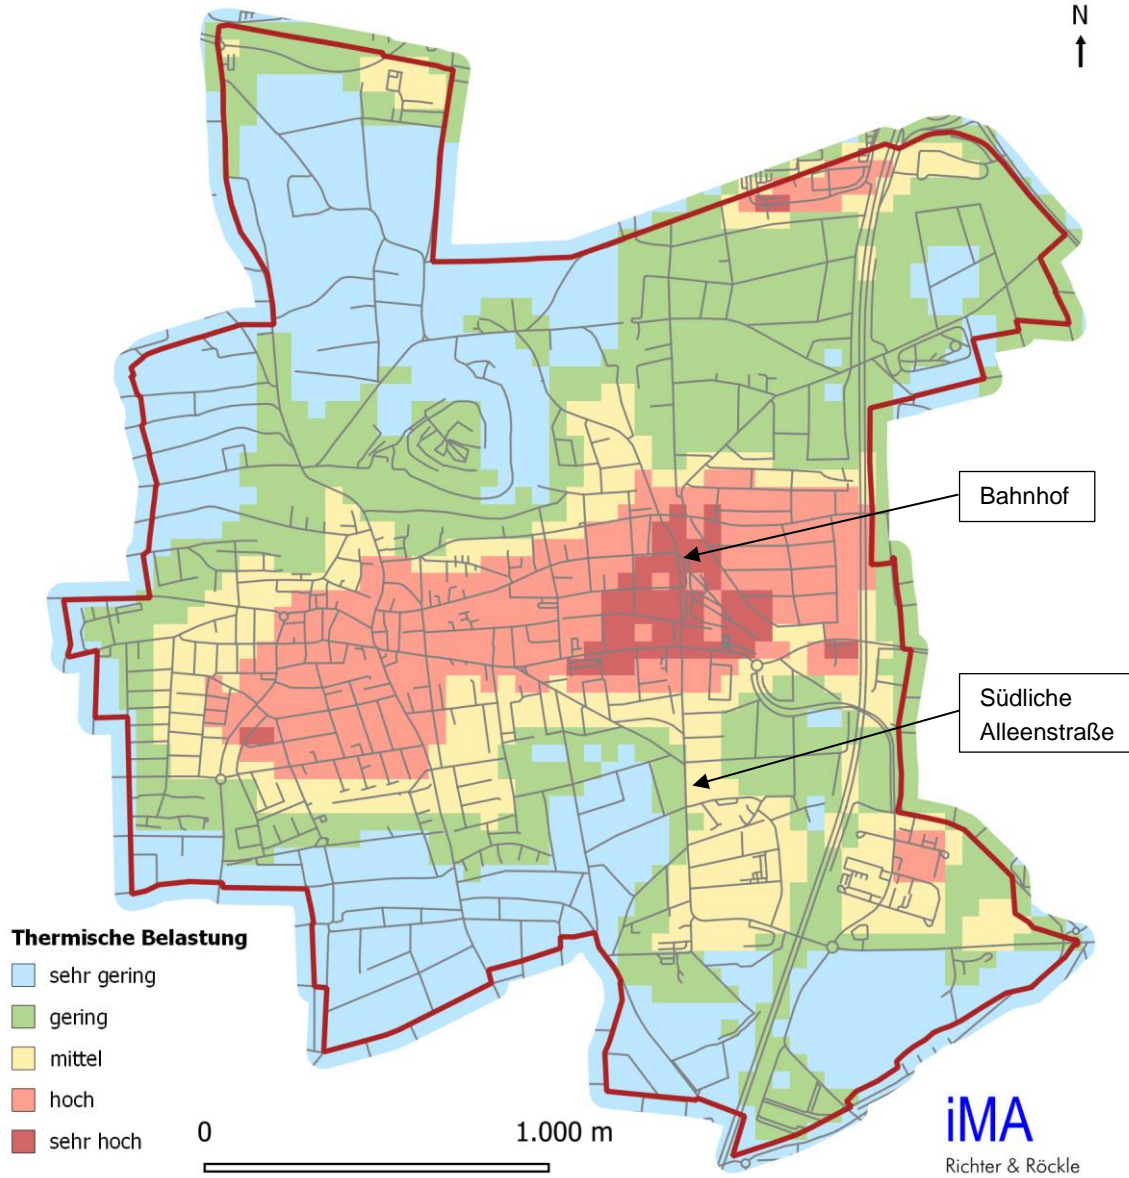 N
Bahnhof
Südliche
Alleenstraße
Thermische Belastung
sehr gering
gering
mittel
hoch
sehr hoch
0
1.000 m
iMA
Richter & Röckle